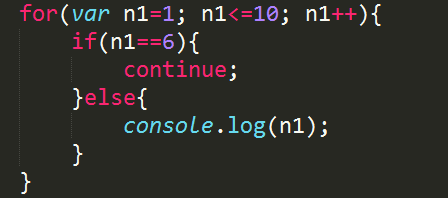 for(var n1=1; n1<=10; n1++){
    if(n1==6){
        continue;
    }else{
        console.log(n1);
    }
}